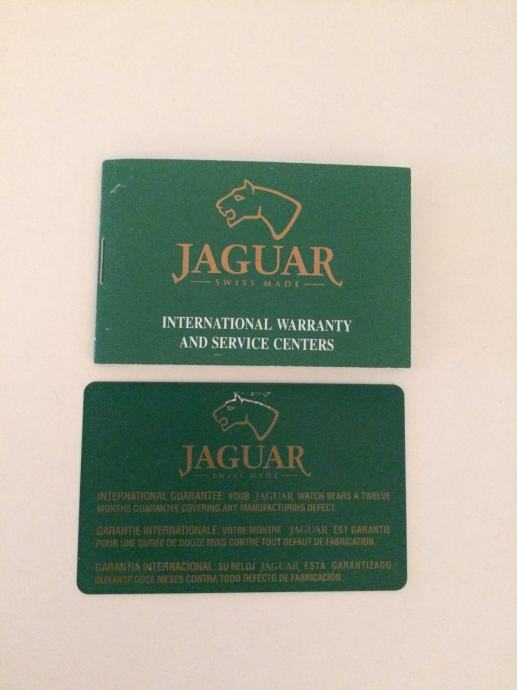 JAGUAR
SWISS MADE
INTERNATIONAL WARRANTY
AND SERVICE CENTERS
JAGUAR
SWISS MADE
INTERNATIONAL GUARANTEE: YOUR JAGUAR WATCH BEARS A TWELVE
MONTHS GUARANTEE COVERING ANY MANUFACTURING DEFECT.
GARANTIE INTERNATIONALE: VOTRE MONTRE JAGUAR EST GARANTIE
POUR UNE DURÉE DE DOUZE MOIS CONTRE TOUT DEFAUT DE FABRICATION.
GARANTIA INTERNACIONAL: SU RELOJ JAGUAR ESTÁ GARANTIZADO
DURANTE DOCE MESES CONTRA TODO DEFECTO DE FABRICACIÓN.